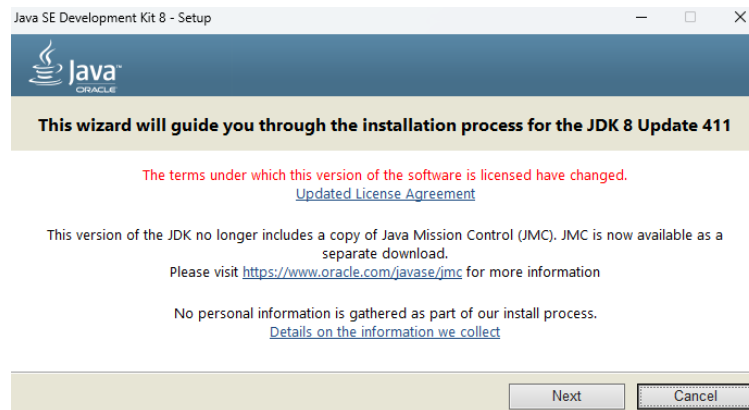 Java SE Development Kit 8 - Setup
Java™
ORACLE
This wizard will guide you through the installation process for the JDK 8 Update 411
The terms under which this version of the software is licensed have changed.
Updated License Agreement
This version of the JDK no longer includes a copy of Java Mission Control (JMC). JMC is now available as a
separate download.
Please visit https://www.oracle.com/javase/jmc for more information
No personal information is gathered as part of our install process.
Details on the information we collect
Next
Cancel